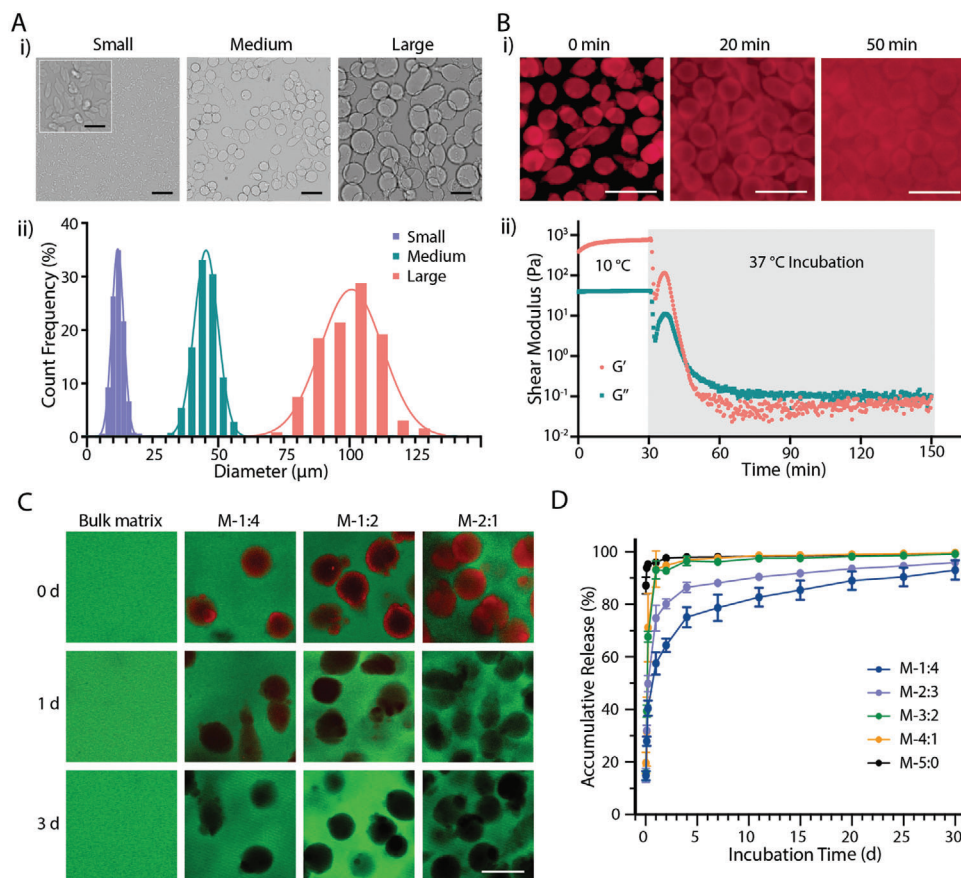 A
i)
Small
Medium
Large
ii)
Count Frequency (%)
40
30
20
10
0
Small
Medium
Large
0
25
50
75
100
125
150
Diameter (μm)
B
i)
0 min
20 min
50 min
ii)
Shear Modulus (Pa)
10³
10²
10¹
10⁰
10⁻¹
10⁻²
10 °C
37 °C Incubation
G'
G"
0
30
60
90
120
150
Time (min)
C
Bulk matrix
M-1:4
M-1:2
M-2:1
0 d
1 d
3 d
D
Accumulative Release (%)
100
80
60
40
20
0
M-1:4
M-2:3
M-3:2
M-4:1
M-5:0
0
5
10
15
20
25
30
Incubation Time (d)